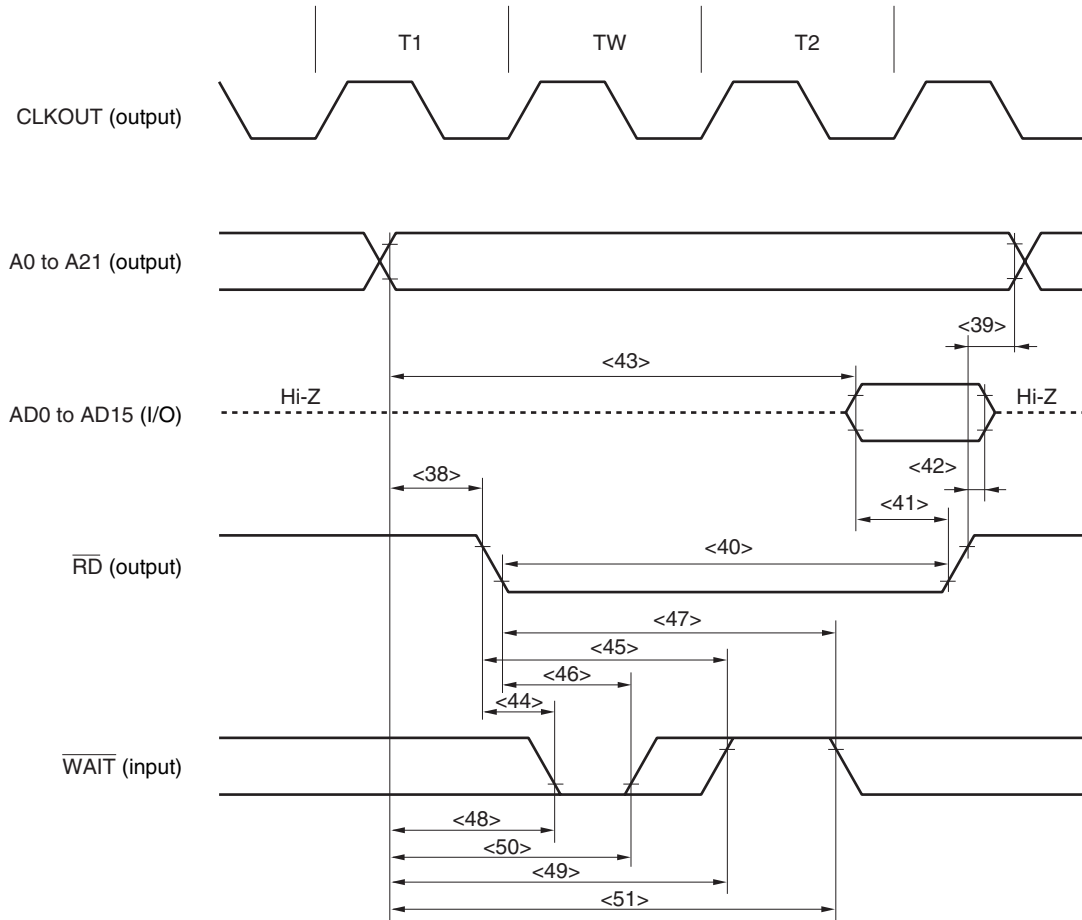 T1 TW T2
CLKOUT (output)
A0 to A21 (output)
<39>
<43>
Hi-Z Hi-Z
AD0 to AD15 (I/O)
<42>
<38>
<41>
<40>
RD (output)
<47>
<45>
<46>
<44>
WAIT (input)
<48>
<50>
<49>
<51>